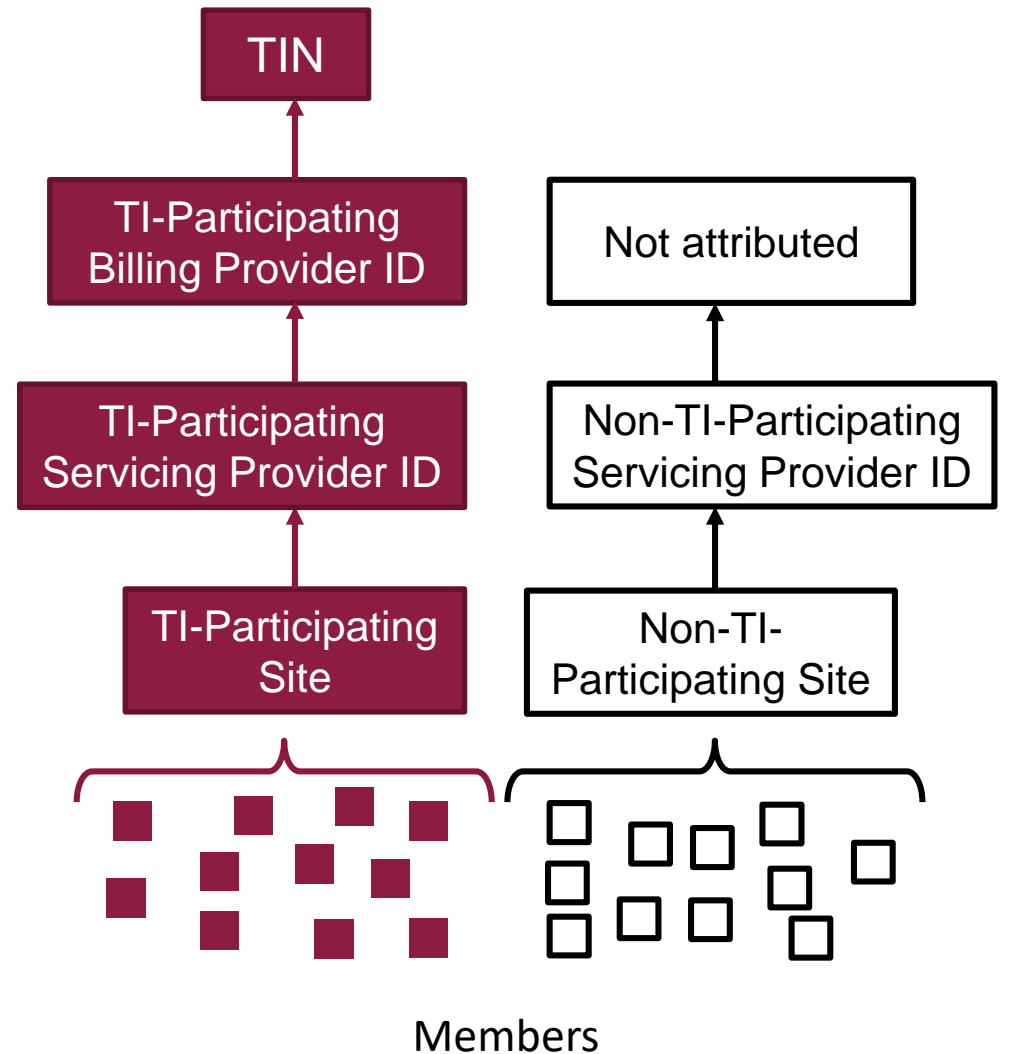 TIN
TI-Participating
Billing Provider ID
Not attributed
TI-Participating
Servicing Provider ID
Non-TI-Participating
Servicing Provider ID
TI-Participating
Site
Non-TI-
Participating Site
Members